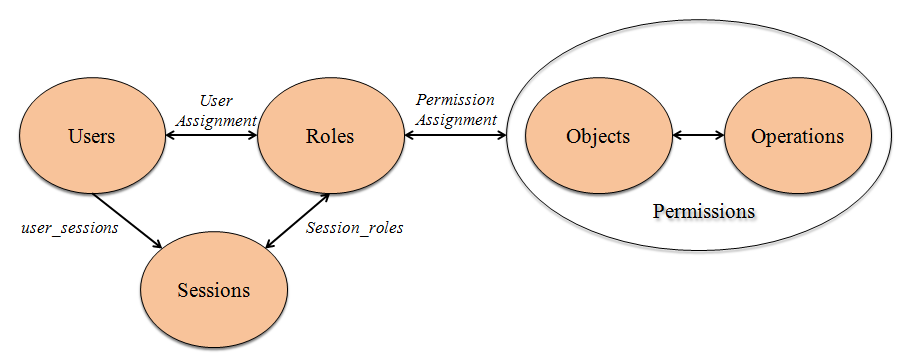 User
Assignment
Permission
Assignment
Users
Roles
Objects
Operations
Permissions
user_sessions
Session_roles
Sessions